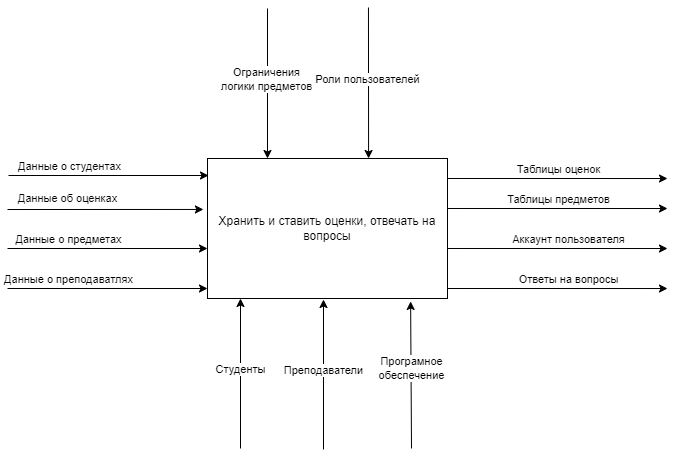 Ограничения
логики предметов
Роли пользователей
Данные о студентах
Данные об оценках
Данные о предметах
Данные о преподаватлях
Хранить и ставить оценки, отвечать на
вопросы
Таблицы оценок
Таблицы предметов
Аккаунт пользователя
Ответы на вопросы
Студенты
Преподаватели
Програмное
обеспечение